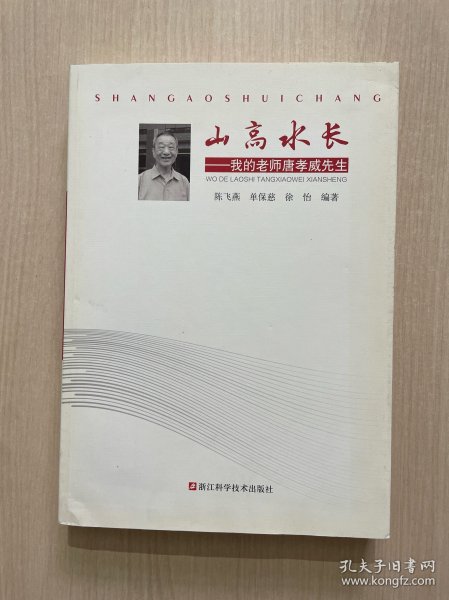 SHANGAOSHUICHANG
山高水长
——我的老师唐孝威先生
WO DE LAOSHI TANGXIAOWEI XIANSHENG
陈飞燕 单保慈 徐怡 编著
浙江科学技术出版社
孔夫子旧书网
www.kongfz.com